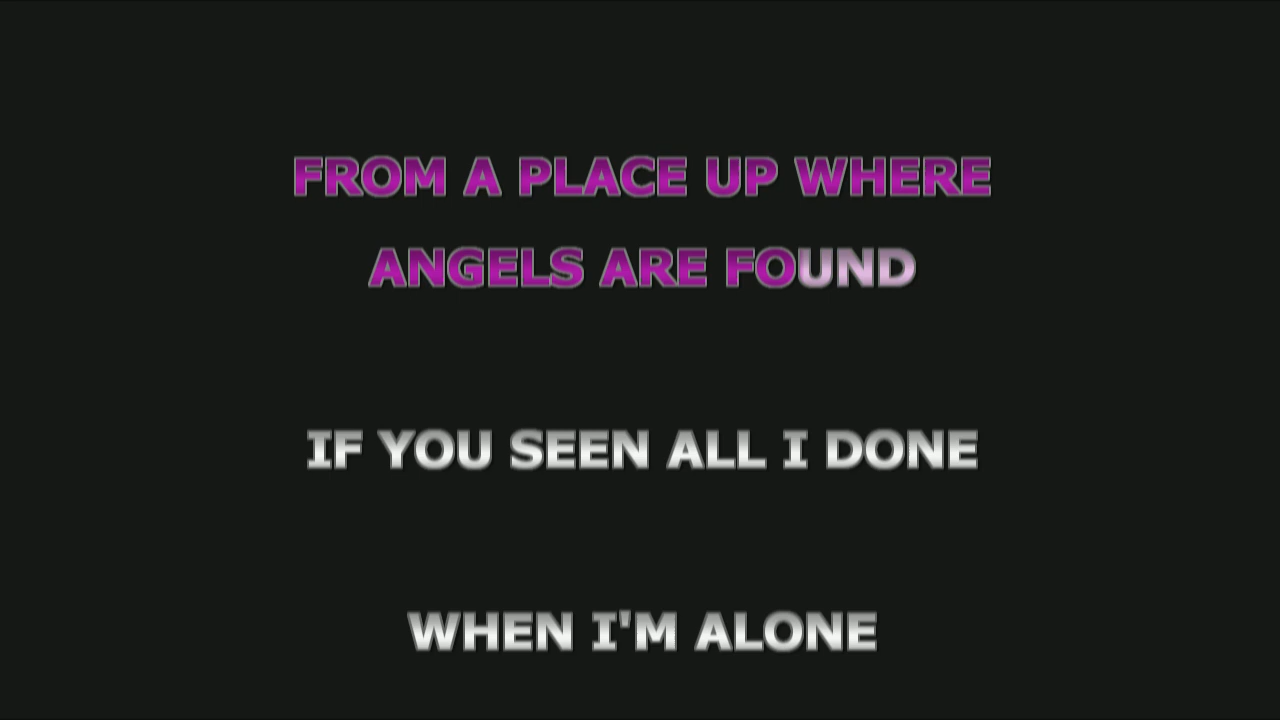 FROM A PLACE UP WHERE
ANGELS ARE FOUND
IF YOU SEEN ALL I DONE
WHEN I'M ALONE